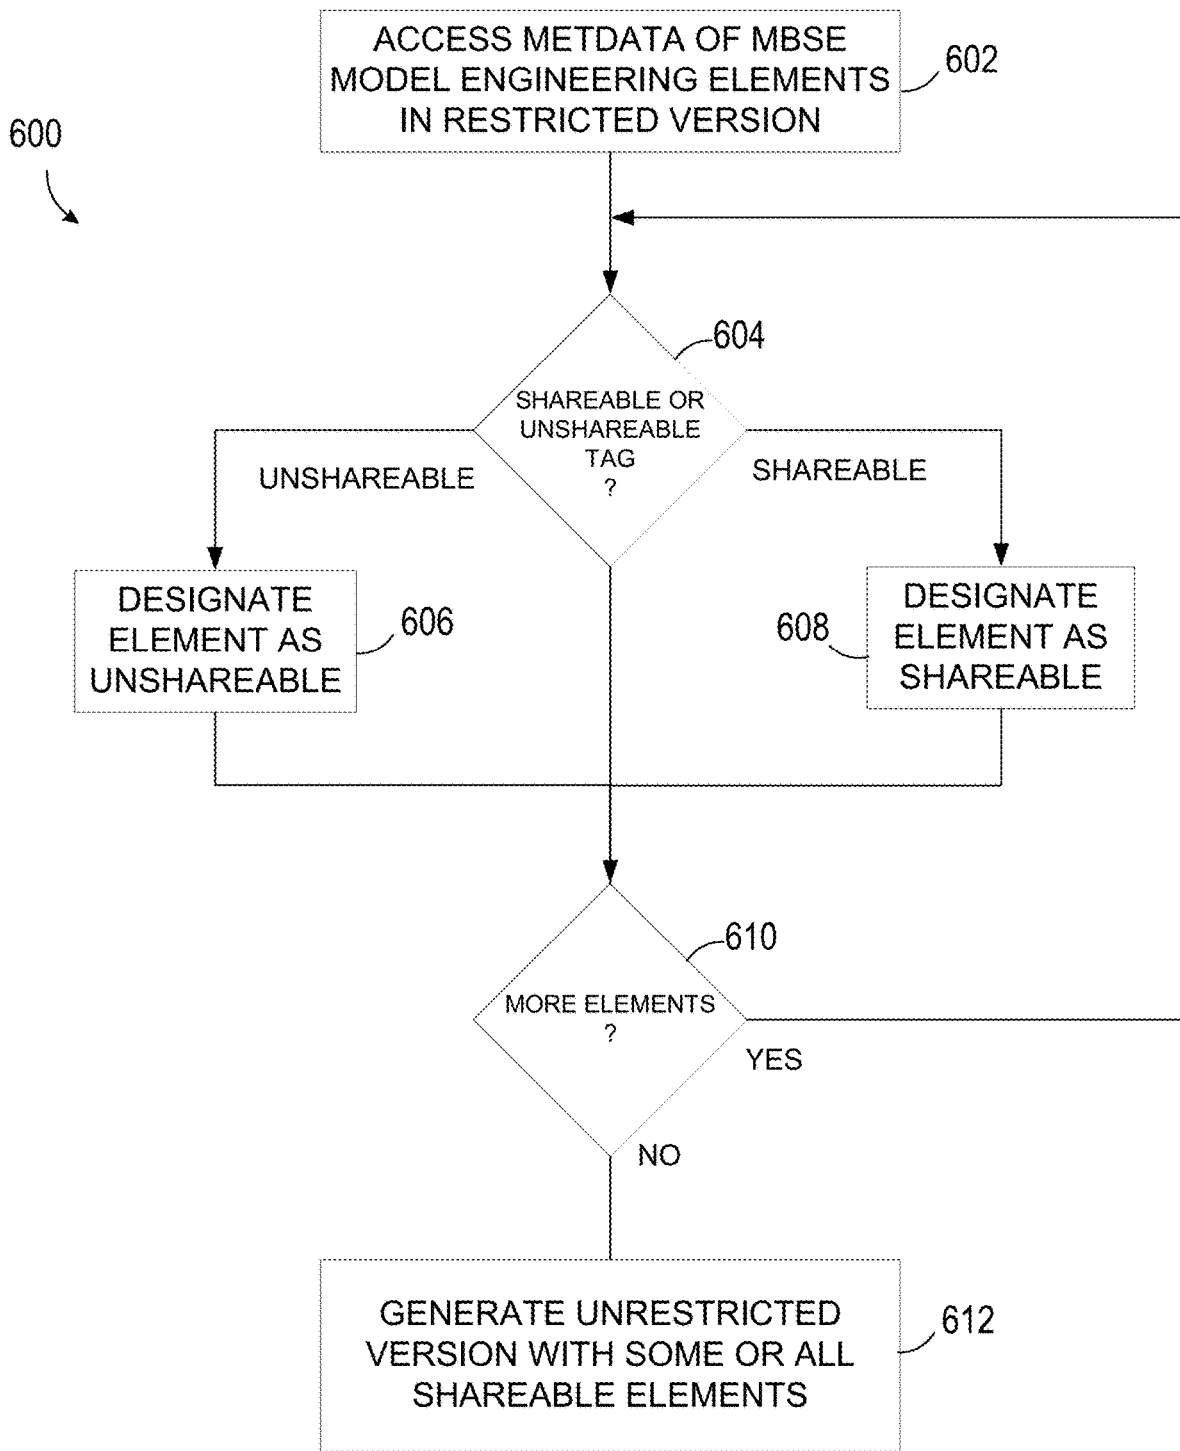 ACCESS METDATA OF MBSE
MODEL ENGINEERING ELEMENTS
IN RESTRICTED VERSION
602
600
604
SHAREABLE OR
UNSHAREABLE
TAG
?
UNSHAREABLE
SHAREABLE
DESIGNATE
ELEMENT AS
UNSHAREABLE
606
608
DESIGNATE
ELEMENT AS
SHAREABLE
610
MORE ELEMENTS
?
YES
NO
GENERATE UNRESTRICTED
VERSION WITH SOME OR ALL
SHAREABLE ELEMENTS
612